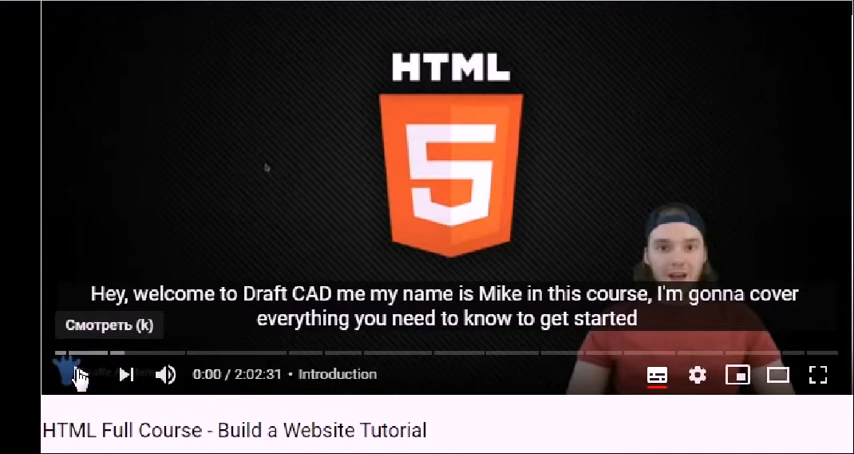 HTML
5
Hey, welcome to Draft CAD me my name is Mike in this course, I'm gonna cover
everything you need to know to get started
Смотреть (k)
0:00 / 2:02:31 • Introduction
HTML Full Course - Build a Website Tutorial